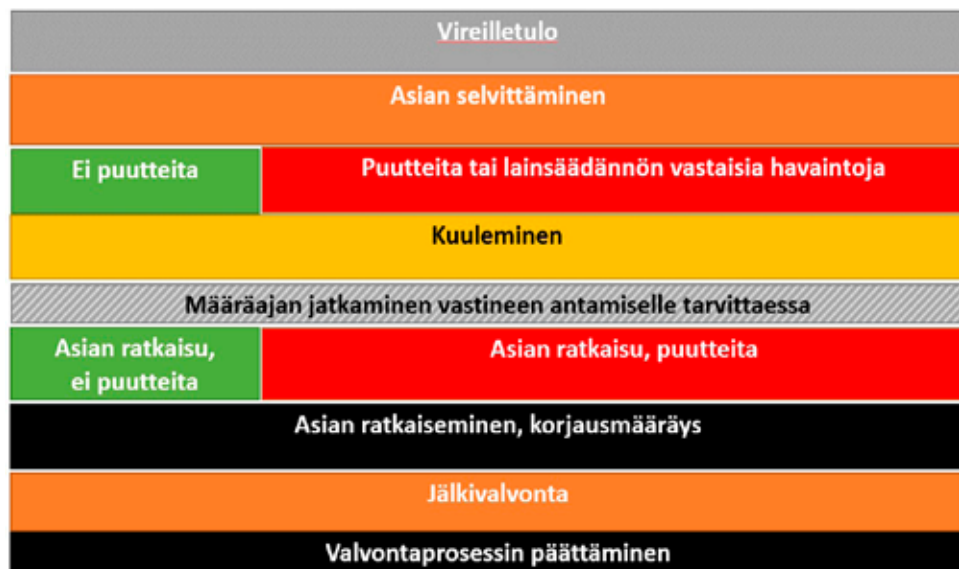 Vireilletulo
Asian selvittäminen
Ei puutteita
Puutteita tai lainsäädännön vastaisia havaintoja
Kuuleminen
Määräajan jatkaminen vastineen antamiselle tarvittaessa
Asian ratkaisu,
ei puutteita
Asian ratkaisu, puutteita
Asian ratkaiseminen, korjausmääräys
Jälkivalvonta
Valvontaprosessin päättäminen